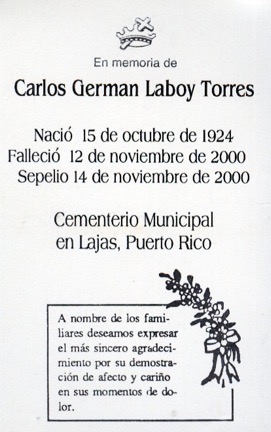 En memoria de
Carlos German Laboy Torres
Nació 15 de octubre de 1924
Falleció 12 de noviembre de 2000
Sepelio 14 de noviembre de 2000
Cementerio Municipal
en Lajas, Puerto Rico
A nombre de los fami-
liares deseamos expresar
el más sincero agradeci-
miento por su demostra-
ción de afecto y cariño
en sus momentos de do-
lor.